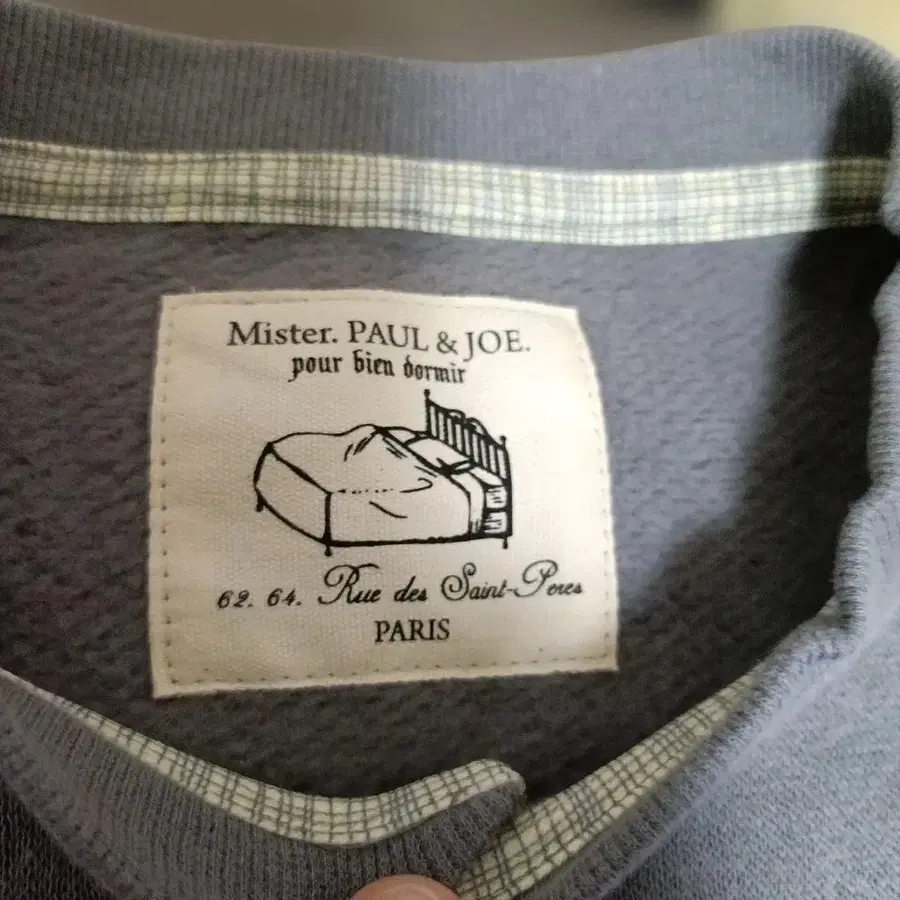 Mister. PAUL & JOE.
pour bien dormir
62. 64. Rue des Saint-Peres
PARIS